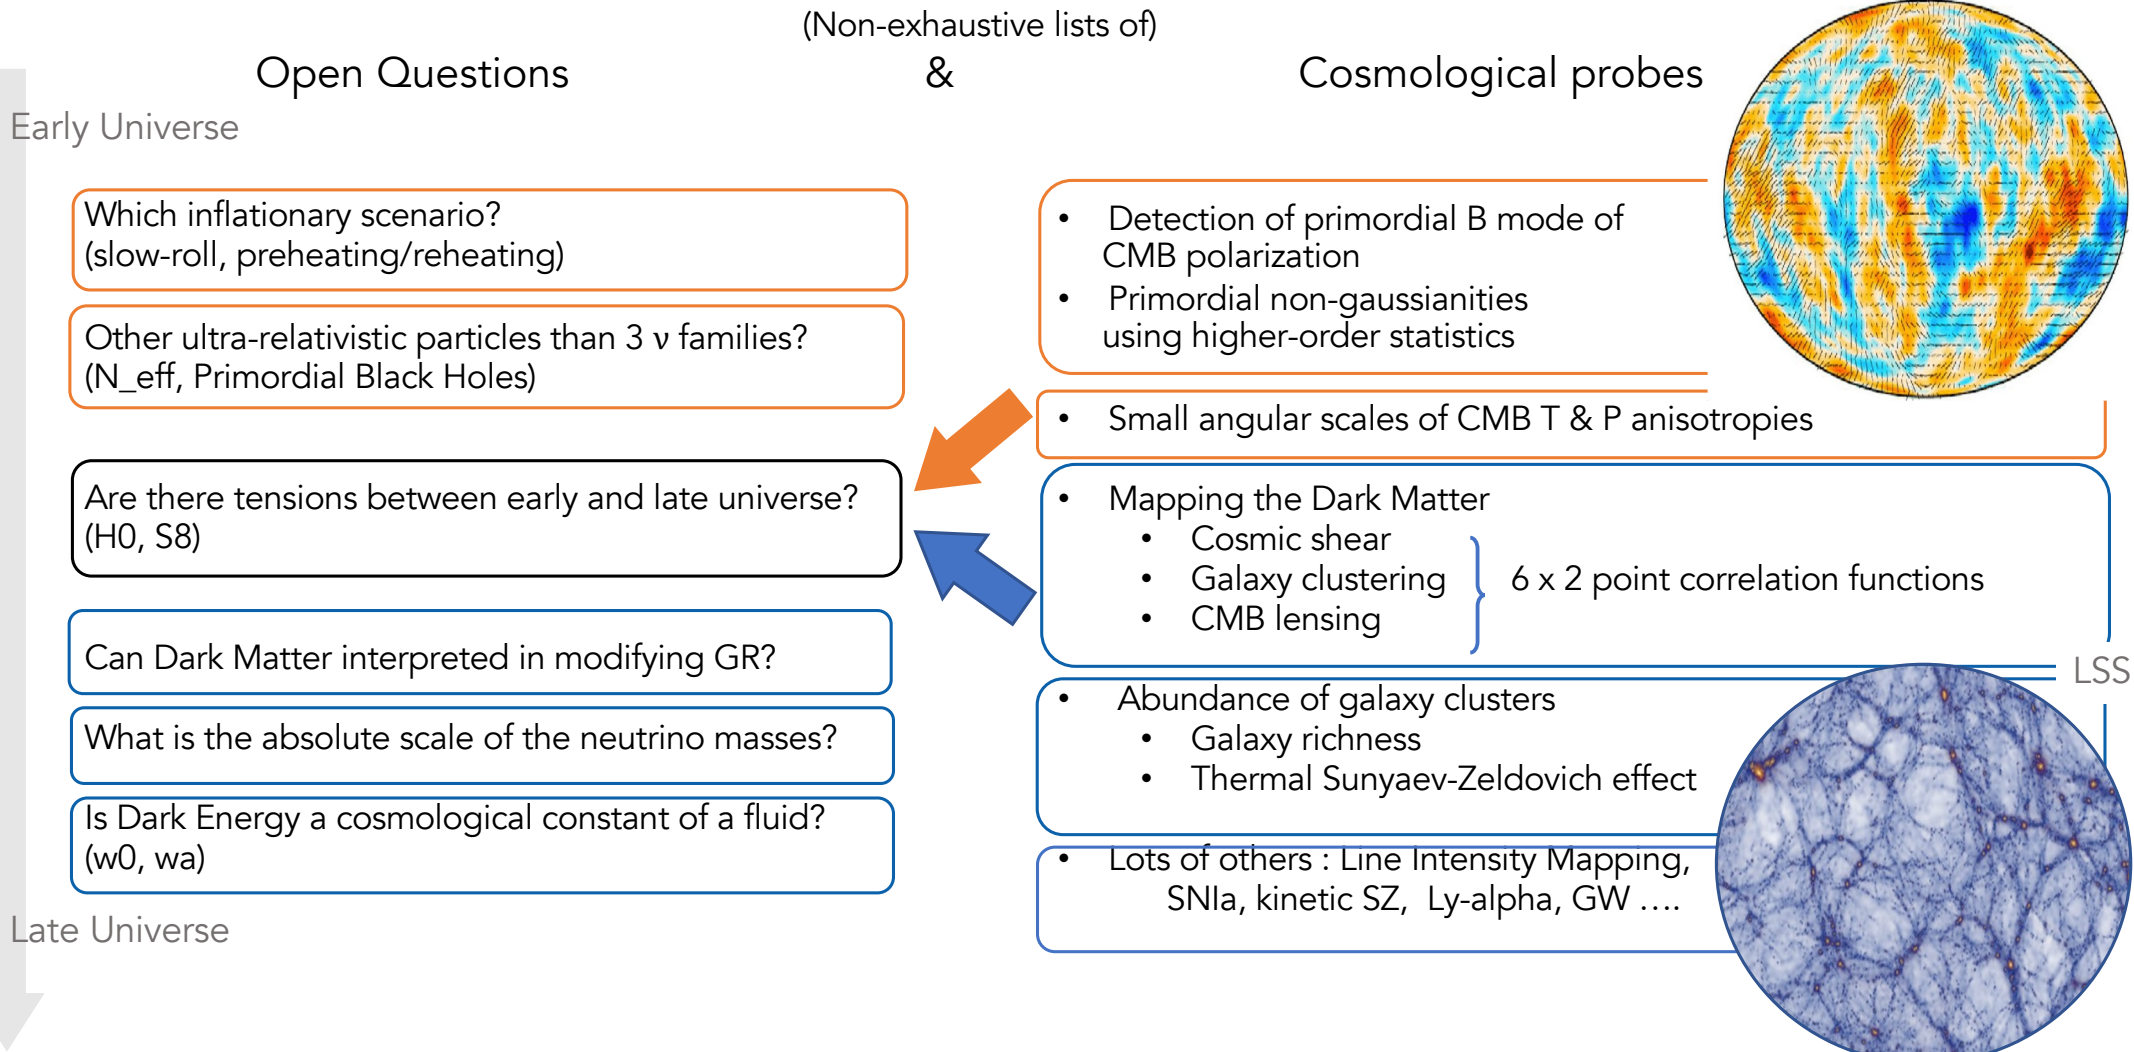 (Non-exhaustive lists of)
Open Questions & Cosmological probes
Early Universe
Which inflationary scenario?
(slow-roll, preheating/reheating)
Other ultra-relativistic particles than 3 ν families?
(N_eff, Primordial Black Holes)
Are there tensions between early and late universe?
(H0, S8)
Can Dark Matter interpreted in modifying GR?
What is the absolute scale of the neutrino masses?
Is Dark Energy a cosmological constant of a fluid?
(w0, wa)
Late Universe
• Detection of primordial B mode of
CMB polarization
• Primordial non-gaussianities
using higher-order statistics
• Small angular scales of CMB T & P anisotropies
• Mapping the Dark Matter
• Cosmic shear
• Galaxy clustering
• CMB lensing
6 x 2 point correlation functions
LSS
• Abundance of galaxy clusters
• Galaxy richness
• Thermal Sunyaev-Zeldovich effect
• Lots of others : Line Intensity Mapping,
SNIa, kinetic SZ, Ly-alpha, GW ....